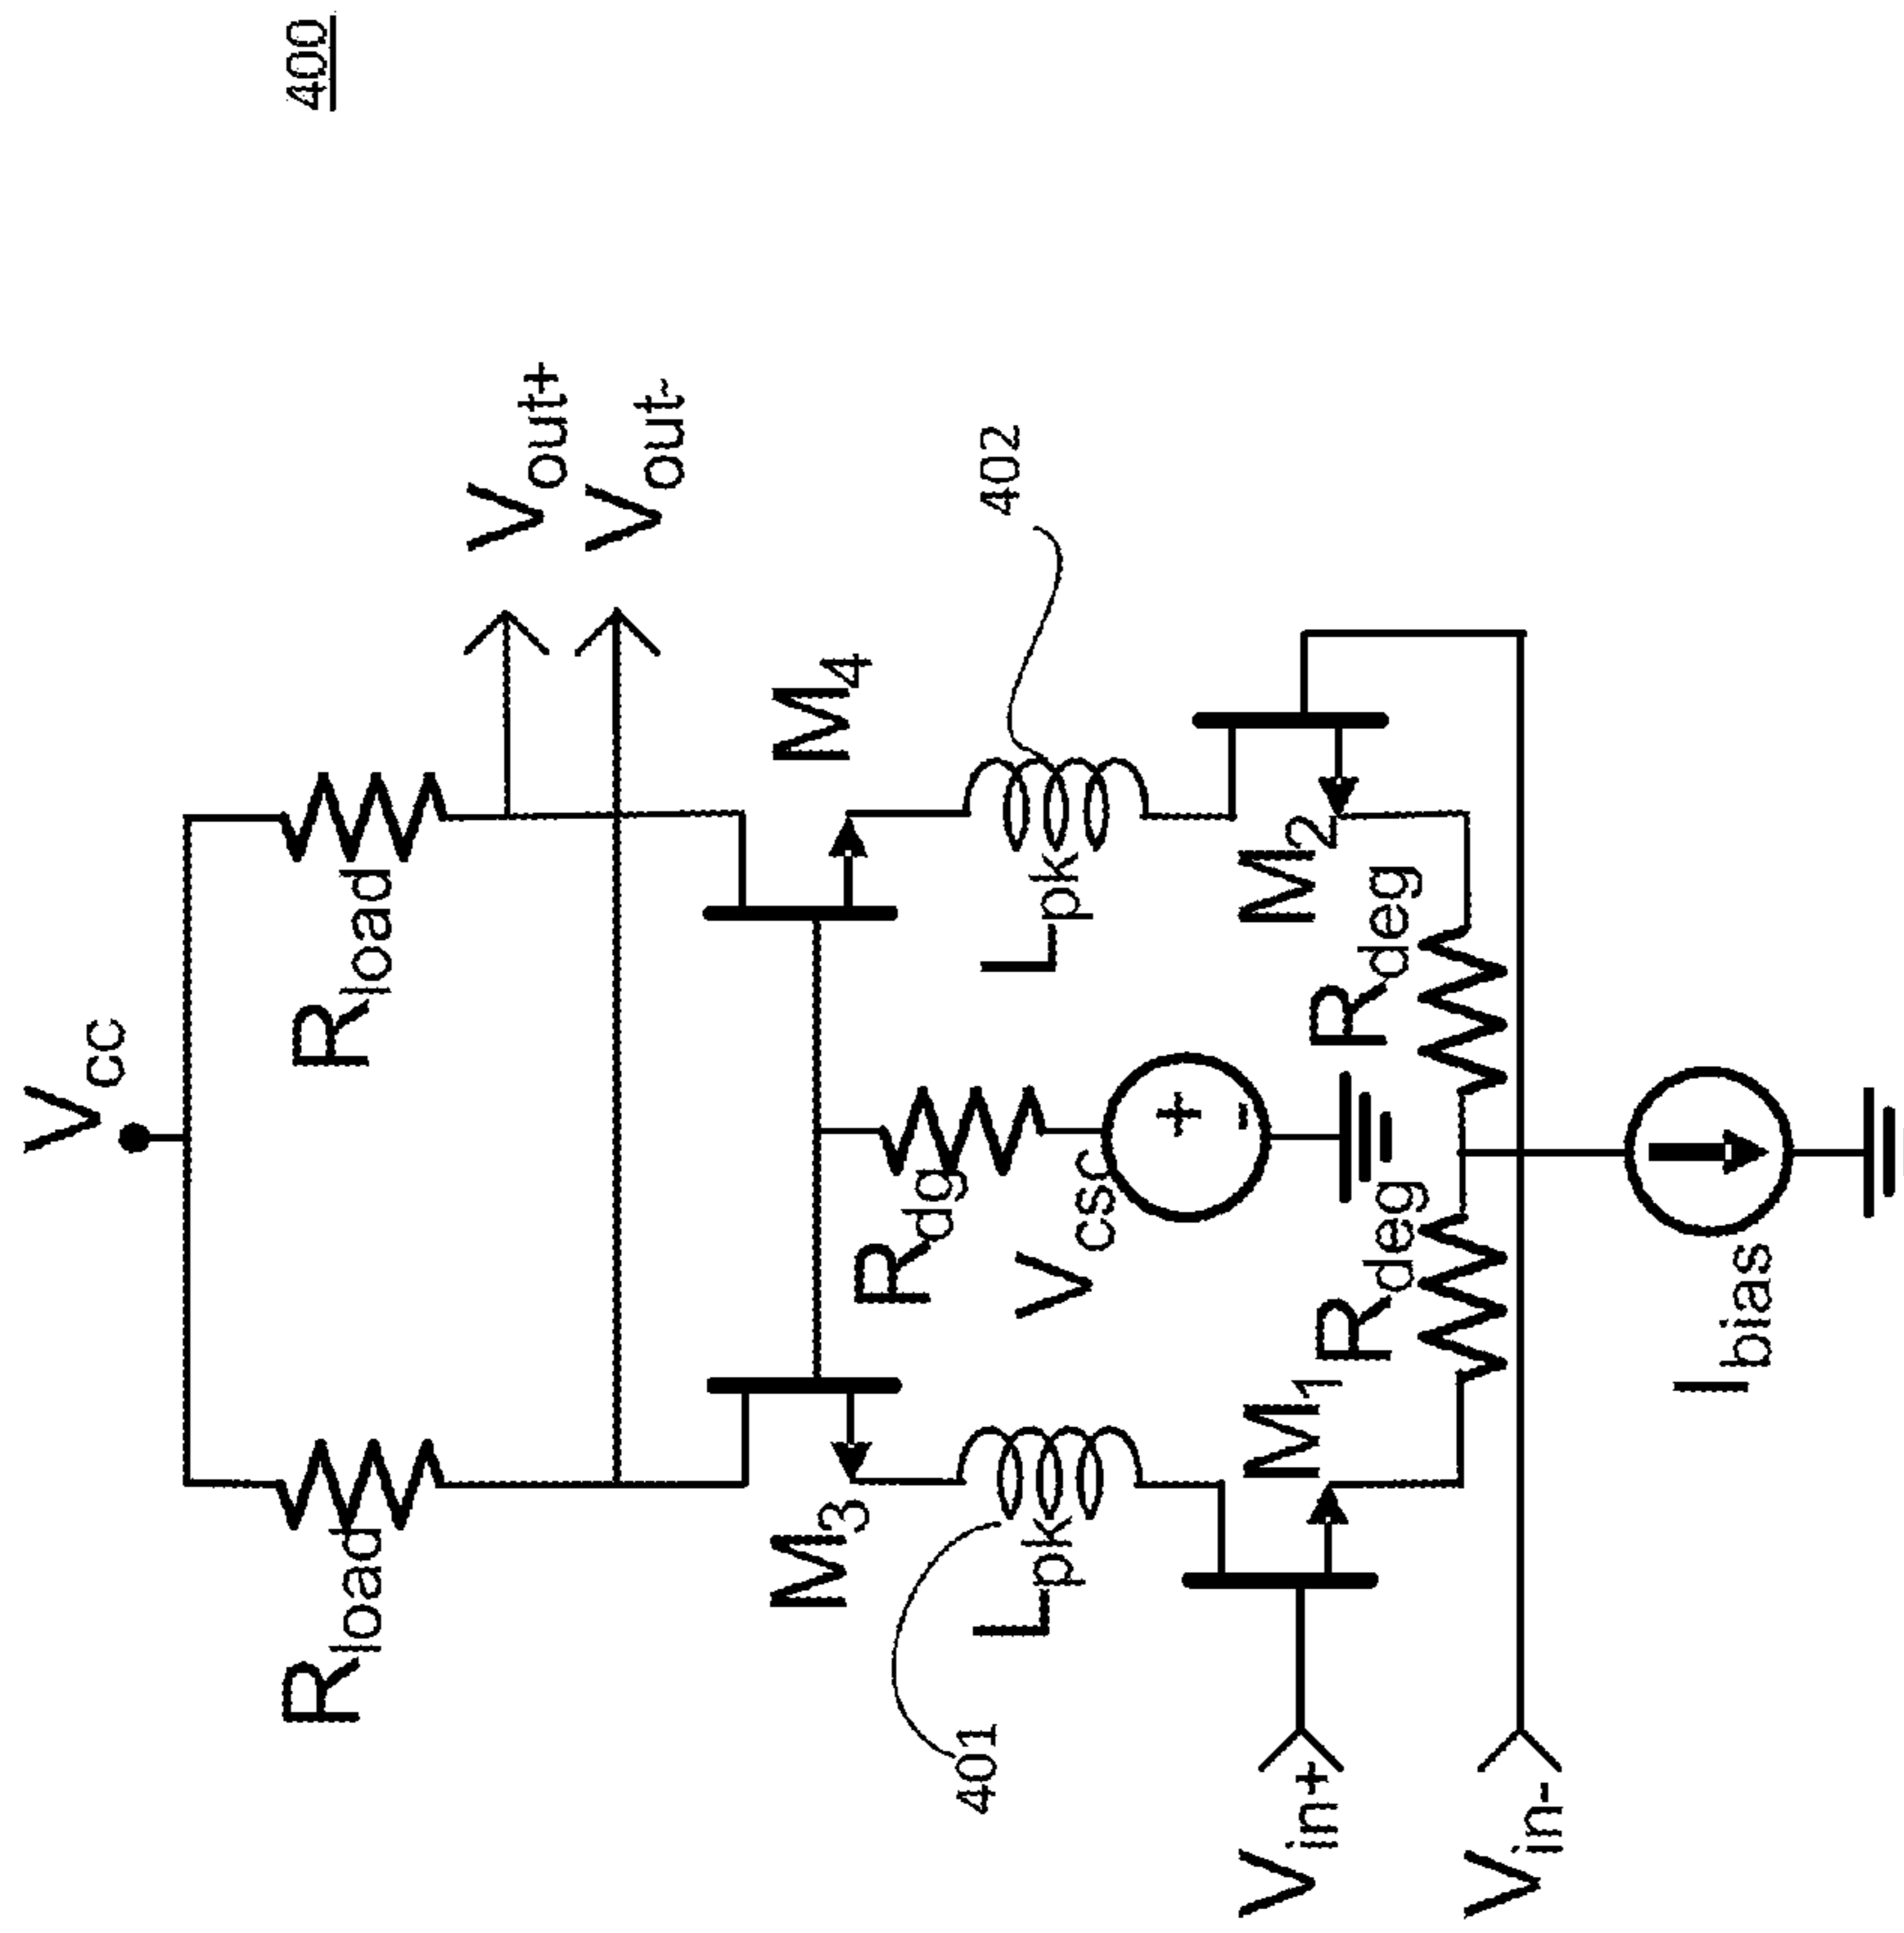 400
Vcc
Rload
Rload
Vout+
Vout-
M3
M4
Rdg
401
Lpk
Lpk
402
Vcsc
+
-
Vin+
M1
M2
Rdeg
Rdeg
Vin-
Ibias